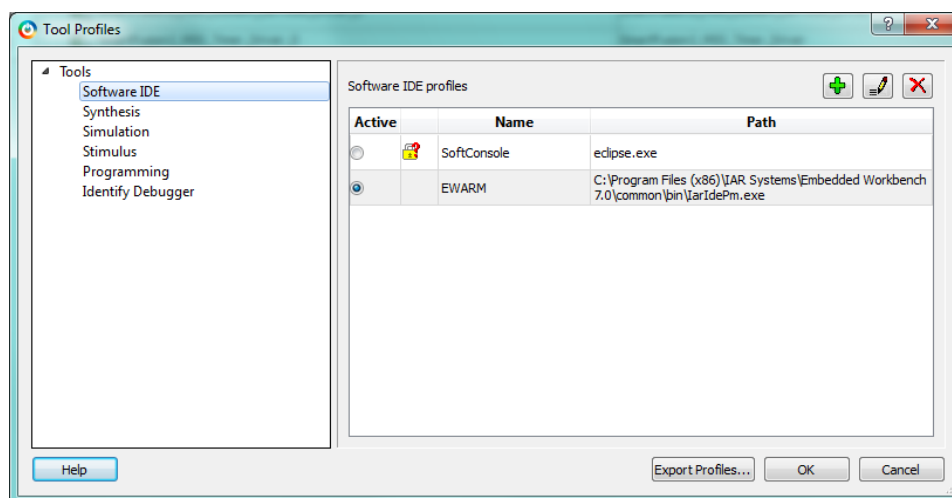 Tool Profiles
Tools
Software IDE
Synthesis
Simulation
Stimulus
Programming
Identify Debugger
Software IDE profiles
Active Name Path
SoftConsole eclipse.exe
EWARM C:\Program Files (x86)\IAR Systems\Embedded Workbench
7.0\common\bin\IarIdePm.exe
Help Export Profiles... OK Cancel